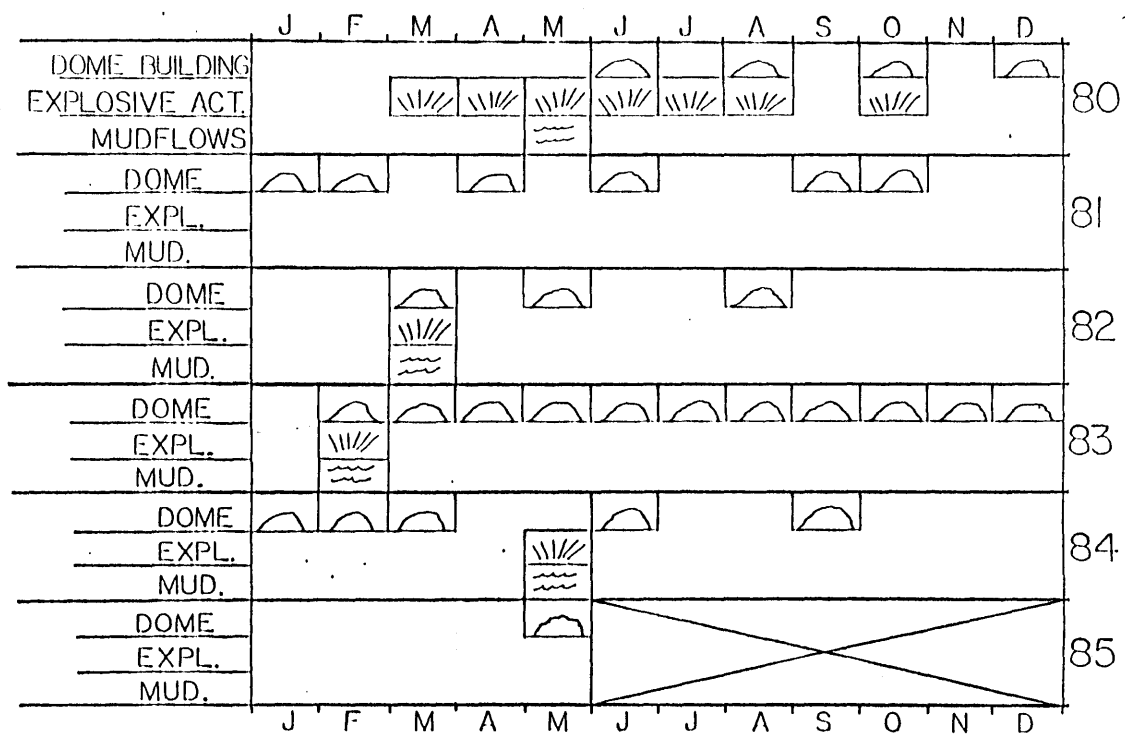 J F M A M J J A S O N D
DOME BUILDING
EXPLOSIVE ACT.
MUDFLOWS
80
DOME
EXPL.
MUD.
81
DOME
EXPL.
MUD.
82
DOME
EXPL.
MUD.
83
DOME
EXPL.
MUD.
84
DOME
EXPL.
MUD.
85
J F M A M J J A S O N D